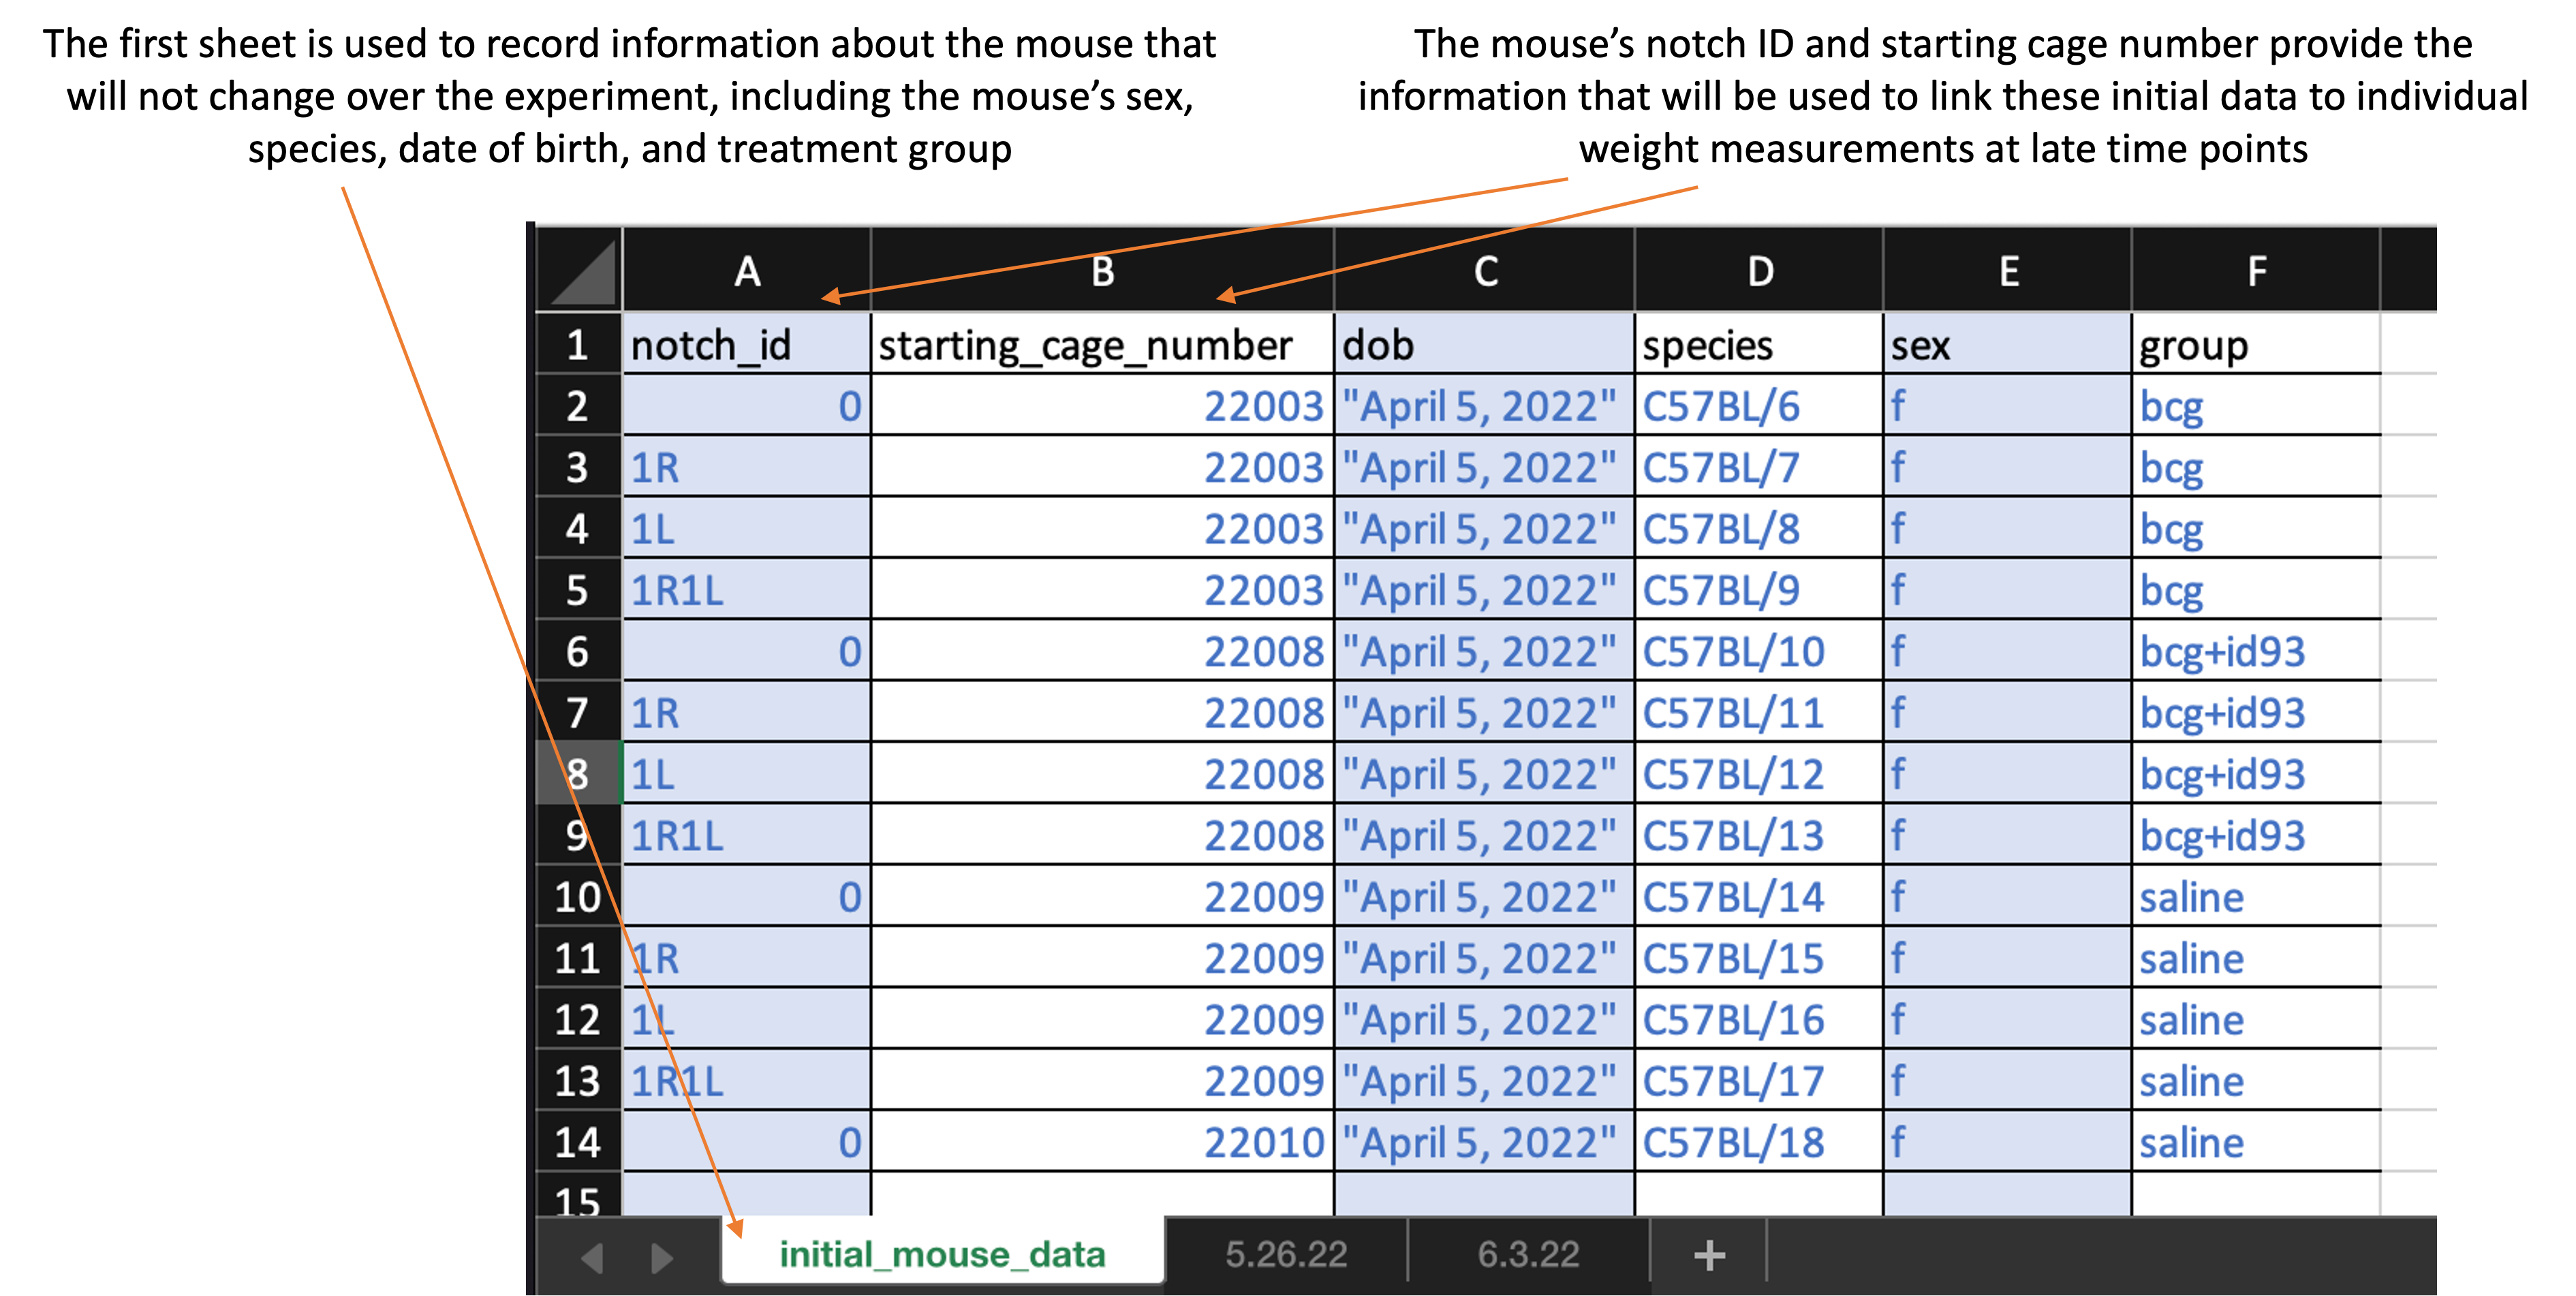 The first sheet is used to record information about the mouse that
will not change over the experiment, including the mouse’s sex,
species, date of birth, and treatment group
The mouse’s notch ID and starting cage number provide the
information that will be used to link these initial data to individual
weight measurements at late time points
A B C D E F
1 notch_id starting_cage_number dob species sex group
2 0 22003 "April 5, 2022" C57BL/6 f bcg
3 1R 22003 "April 5, 2022" C57BL/7 f bcg
4 1L 22003 "April 5, 2022" C57BL/8 f bcg
5 1R1L 22003 "April 5, 2022" C57BL/9 f bcg
6 0 22008 "April 5, 2022" C57BL/10 f bcg+id93
7 1R 22008 "April 5, 2022" C57BL/11 f bcg+id93
8 1L 22008 "April 5, 2022" C57BL/12 f bcg+id93
9 1R1L 22008 "April 5, 2022" C57BL/13 f bcg+id93
10 0 22009 "April 5, 2022" C57BL/14 f saline
11 1R 22009 "April 5, 2022" C57BL/15 f saline
12 1L 22009 "April 5, 2022" C57BL/16 f saline
13 1R1L 22009 "April 5, 2022" C57BL/17 f saline
14 0 22010 "April 5, 2022" C57BL/18 f saline
15
initial_mouse_data 5.26.22 6.3.22 +